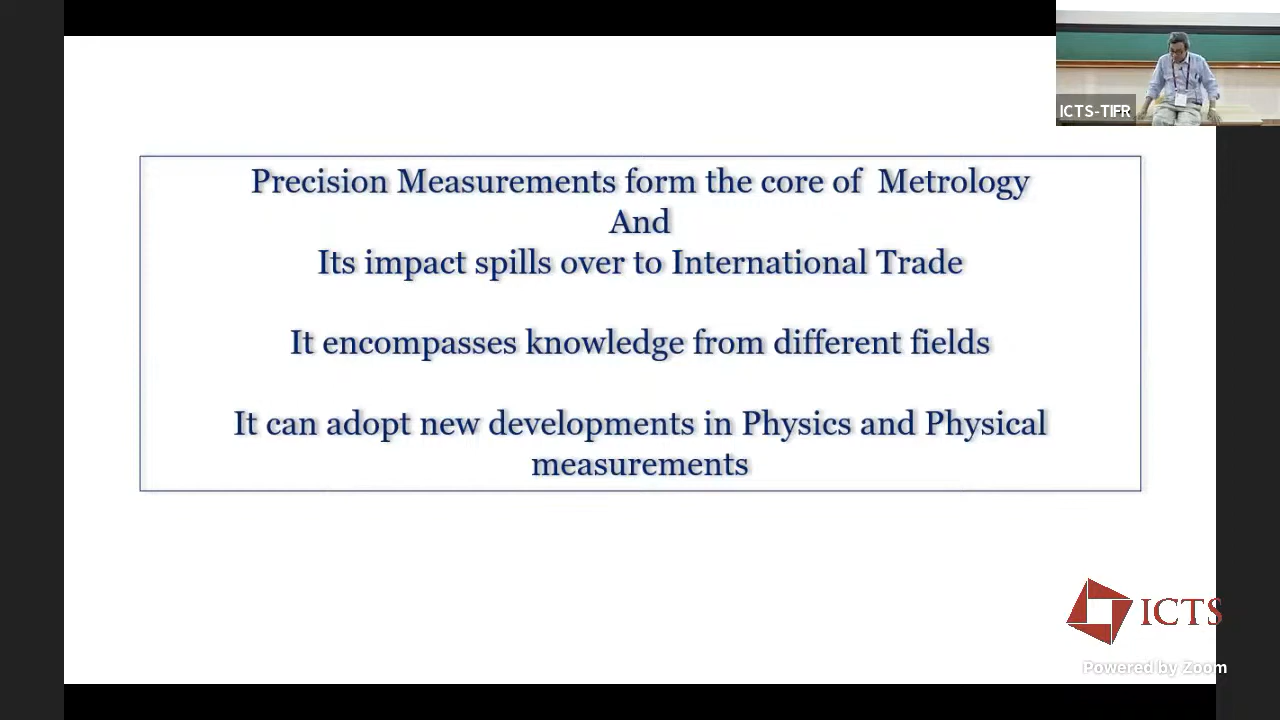 ICTS-TIFR
Precision Measurements form the core of Metrology
And
Its impact spills over to International Trade
It encompasses knowledge from different fields
It can adopt new developments in Physics and Physical
measurements
ICTS
Powered by Zoom